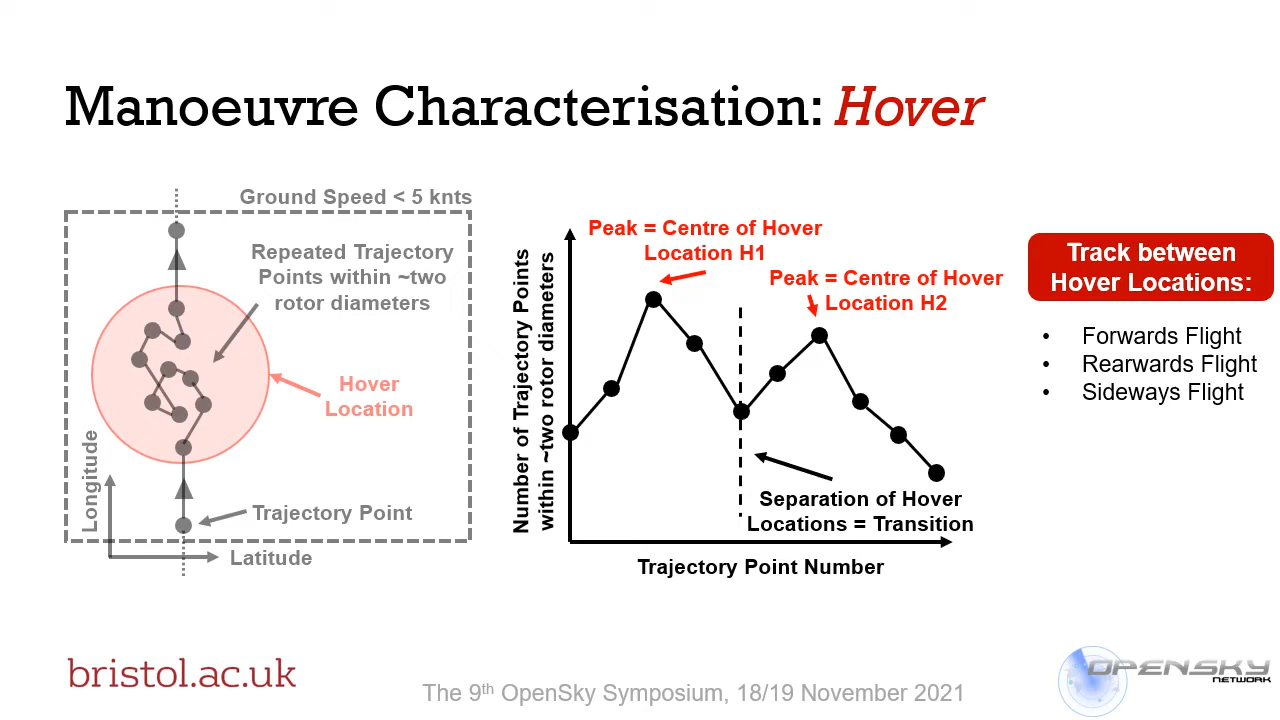 Manoeuvre Characterisation: Hover
Ground Speed < 5 knts
Repeated Trajectory
Points within ~two
rotor diameters
Hover
Location
Trajectory Point
Longitude
Latitude
Number of Trajectory Points
within ~two rotor diameters
Peak = Centre of Hover
Location H1
Peak = Centre of Hover
Location H2
Separation of Hover
Locations = Transition
Trajectory Point Number
Track between
Hover Locations:
• Forwards Flight
• Rearwards Flight
• Sideways Flight
bristol.ac.uk
The 9th OpenSky Symposium, 18/19 November 2021
OPENSKY
NETWORK